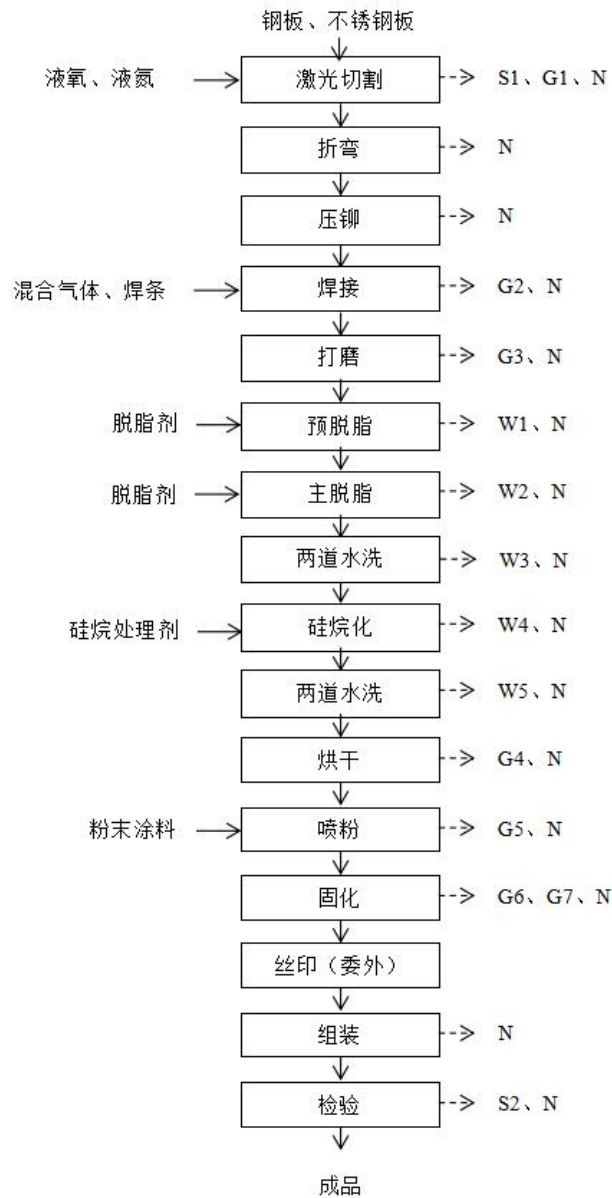 钢板、不锈钢板
液氧、液氮 激光切割 S1、G1、N
折弯 N
压铆 N
混合气体、焊条 焊接 G2、N
打磨 G3、N
脱脂剂 预脱脂 W1、N
脱脂剂 主脱脂 W2、N
两道水洗 W3、N
硅烷处理剂 硅烷化 W4、N
两道水洗 W5、N
烘干 G4、N
粉末涂料 喷粉 G5、N
固化 G6、G7、N
丝印（委外）
组装 N
检验 S2、N
成品